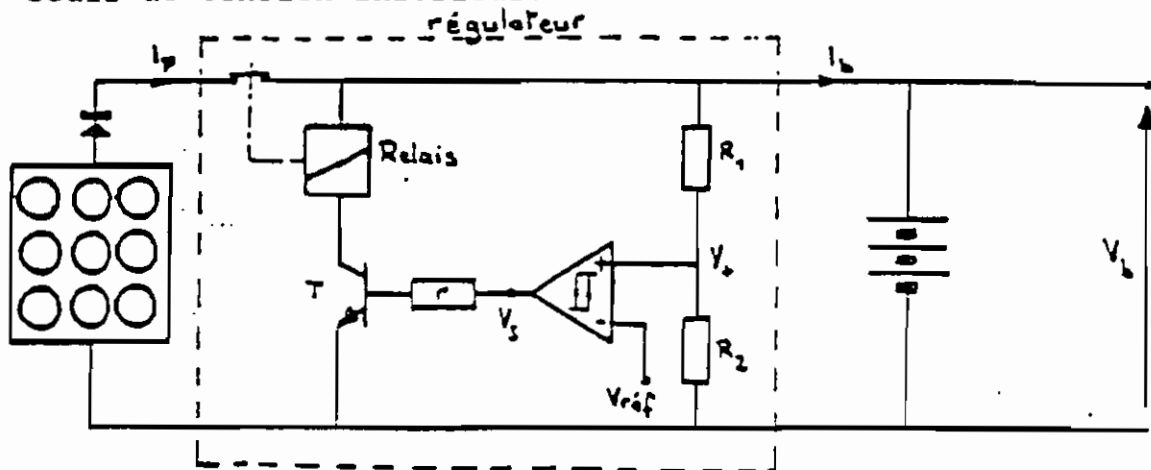 régulateur
Ip
Ib
Relais
R1
V+
Vb
T
r
Vs
+
-
R2
Vréf